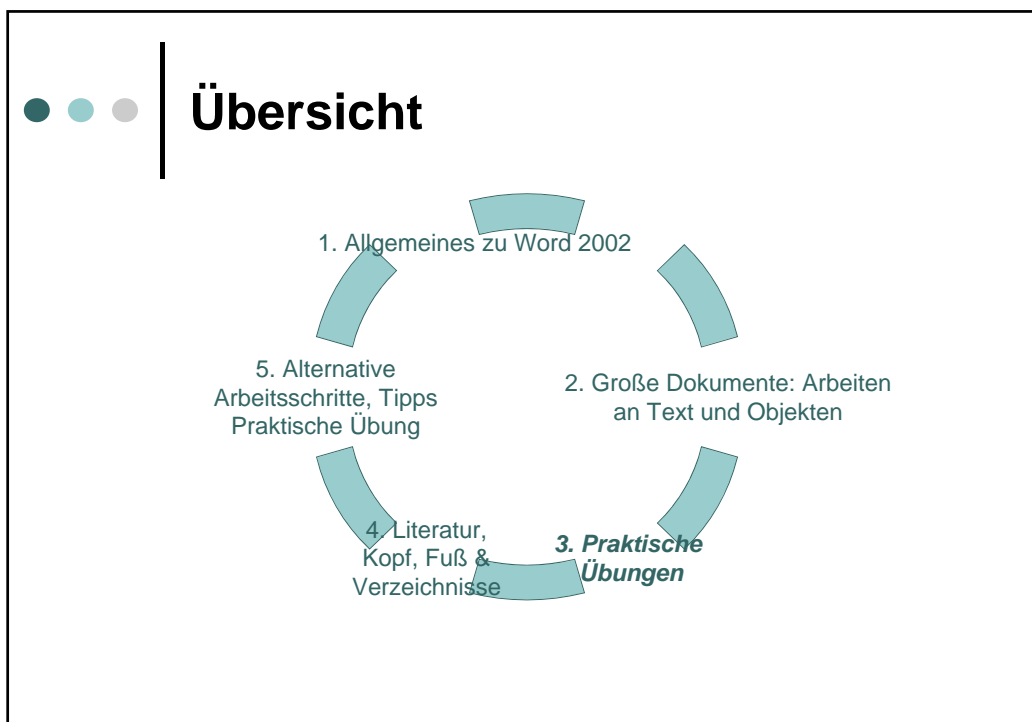 Übersicht
1. Allgemeines zu Word 2002
2. Große Dokumente: Arbeiten
an Text und Objekten
3. Praktische
Übungen
4. Literatur,
Kopf, Fuß &
Verzeichnisse
5. Alternative
Arbeitsschritte, Tipps
Praktische Übung